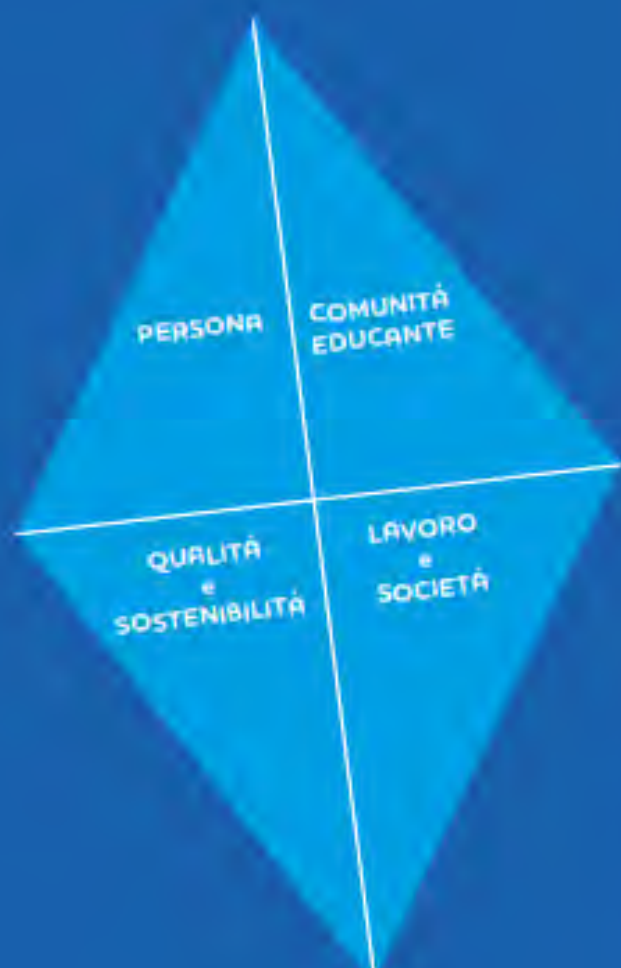 PERSONA
COMUNITÀ
EDUCANTE
QUALITÀ
e
SOSTENIBILITÀ
LAVORO
e
SOCIETÀ